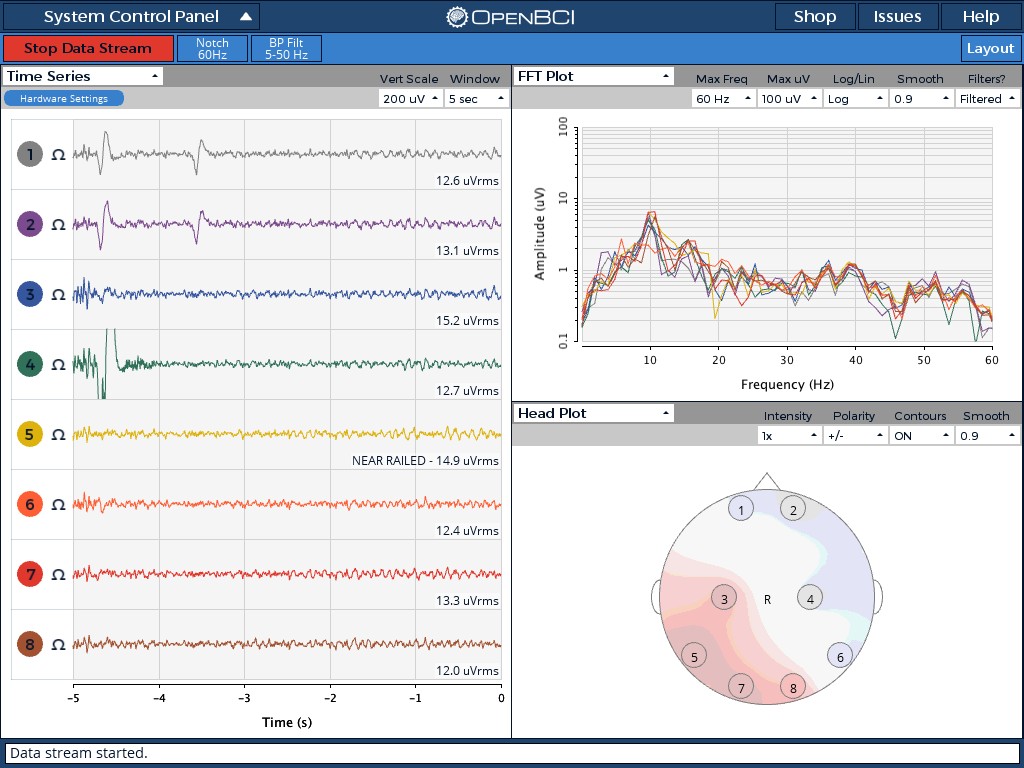 System Control Panel
OpenBCI
Shop
Issues
Help
Stop Data Stream
Notch
60Hz
BP Filt
5-50 Hz
Layout
Time Series
Vert Scale
Window
Hardware Settings
200 uV
5 sec
1 Ω
12.6 uVrms
2 Ω
13.1 uVrms
3 Ω
15.2 uVrms
4 Ω
12.7 uVrms
5 Ω
NEAR RAILED - 14.9 uVrms
6 Ω
12.4 uVrms
7 Ω
13.3 uVrms
8 Ω
12.0 uVrms
-5 -4 -3 -2 -1 0
Time (s)
FFT Plot
Max Freq
Max uV
Log/Lin
Smooth
Filters?
60 Hz
100 uV
Log
0.9
Filtered
100
10
1
0.1
Amplitude (uV)
10 20 30 40 50 60
Frequency (Hz)
Head Plot
Intensity
Polarity
Contours
Smooth
1x
+/-
ON
0.9
1 2
3 R 4
5 6
7 8
Data stream started.